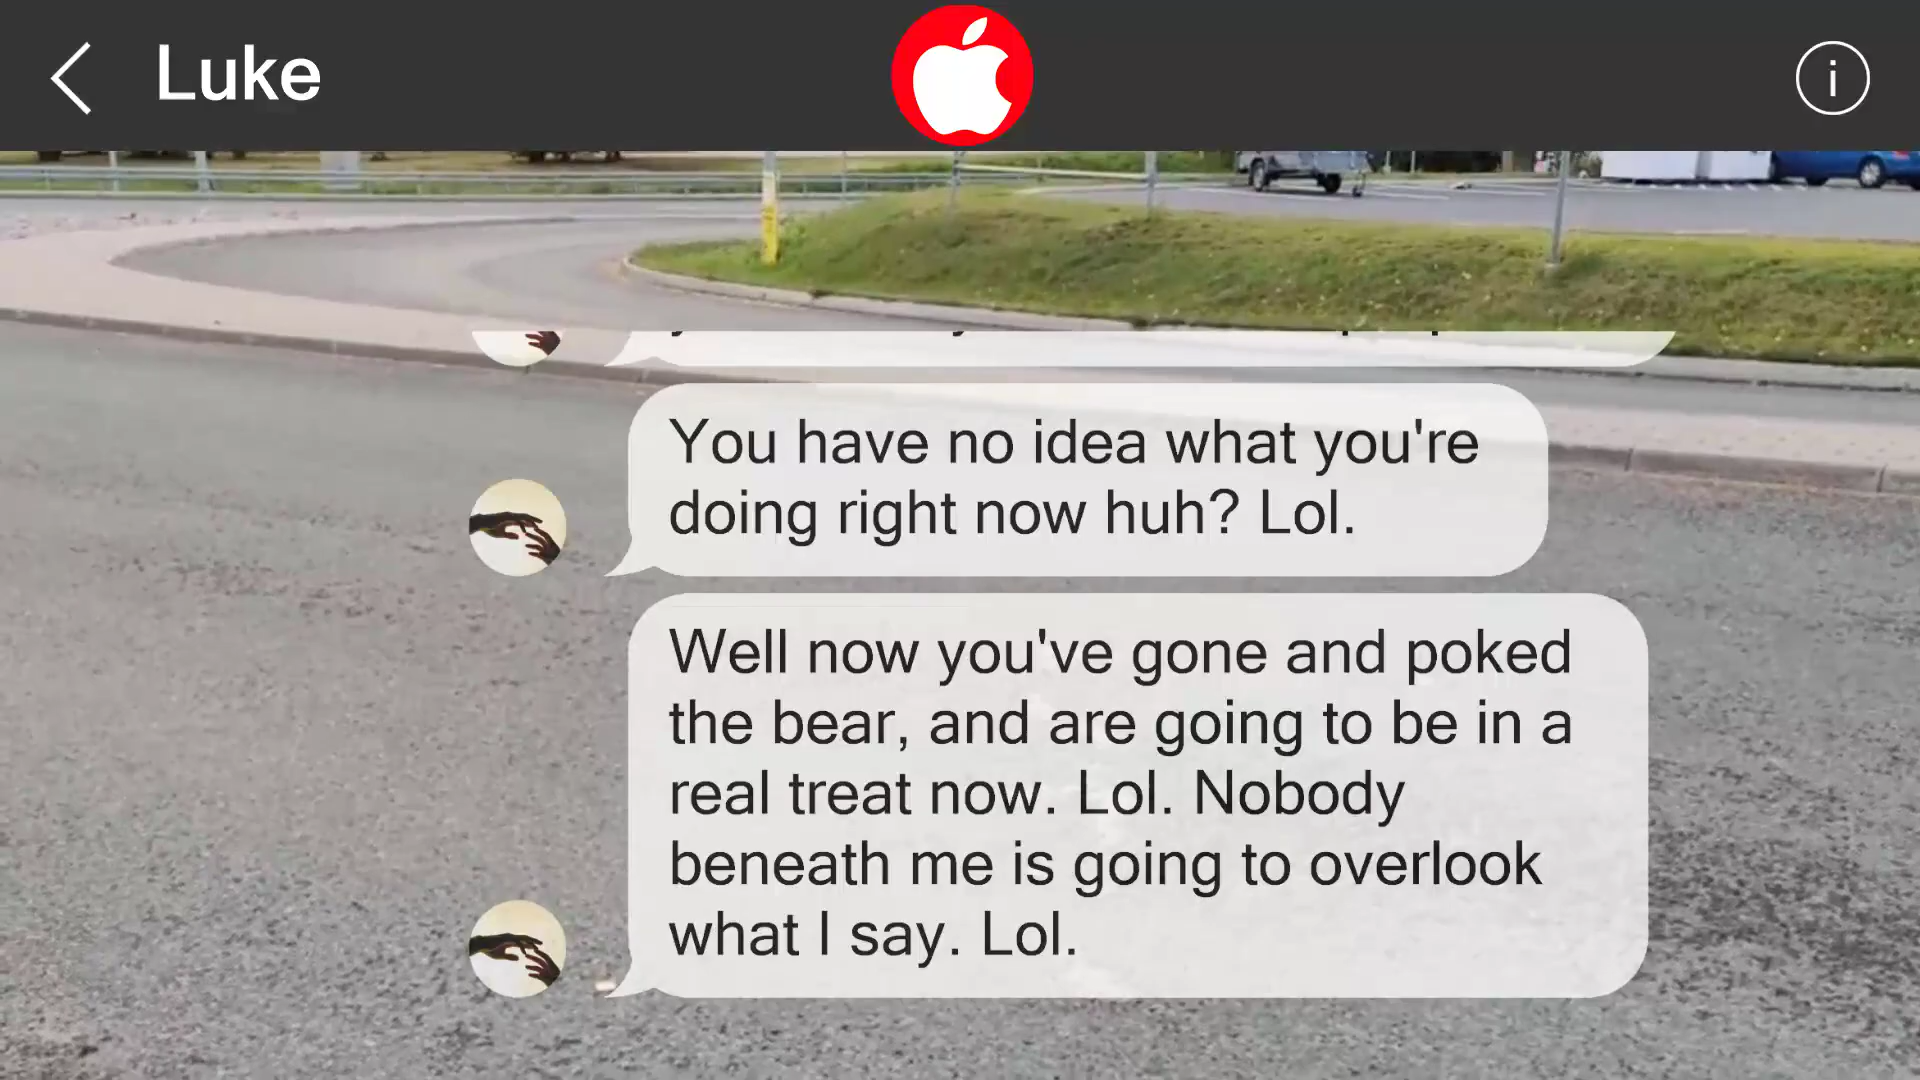 Luke
You have no idea what you're
doing right now huh? Lol.
Well now you've gone and poked
the bear, and are going to be in a
real treat now. Lol. Nobody
beneath me is going to overlook
what I say. Lol.